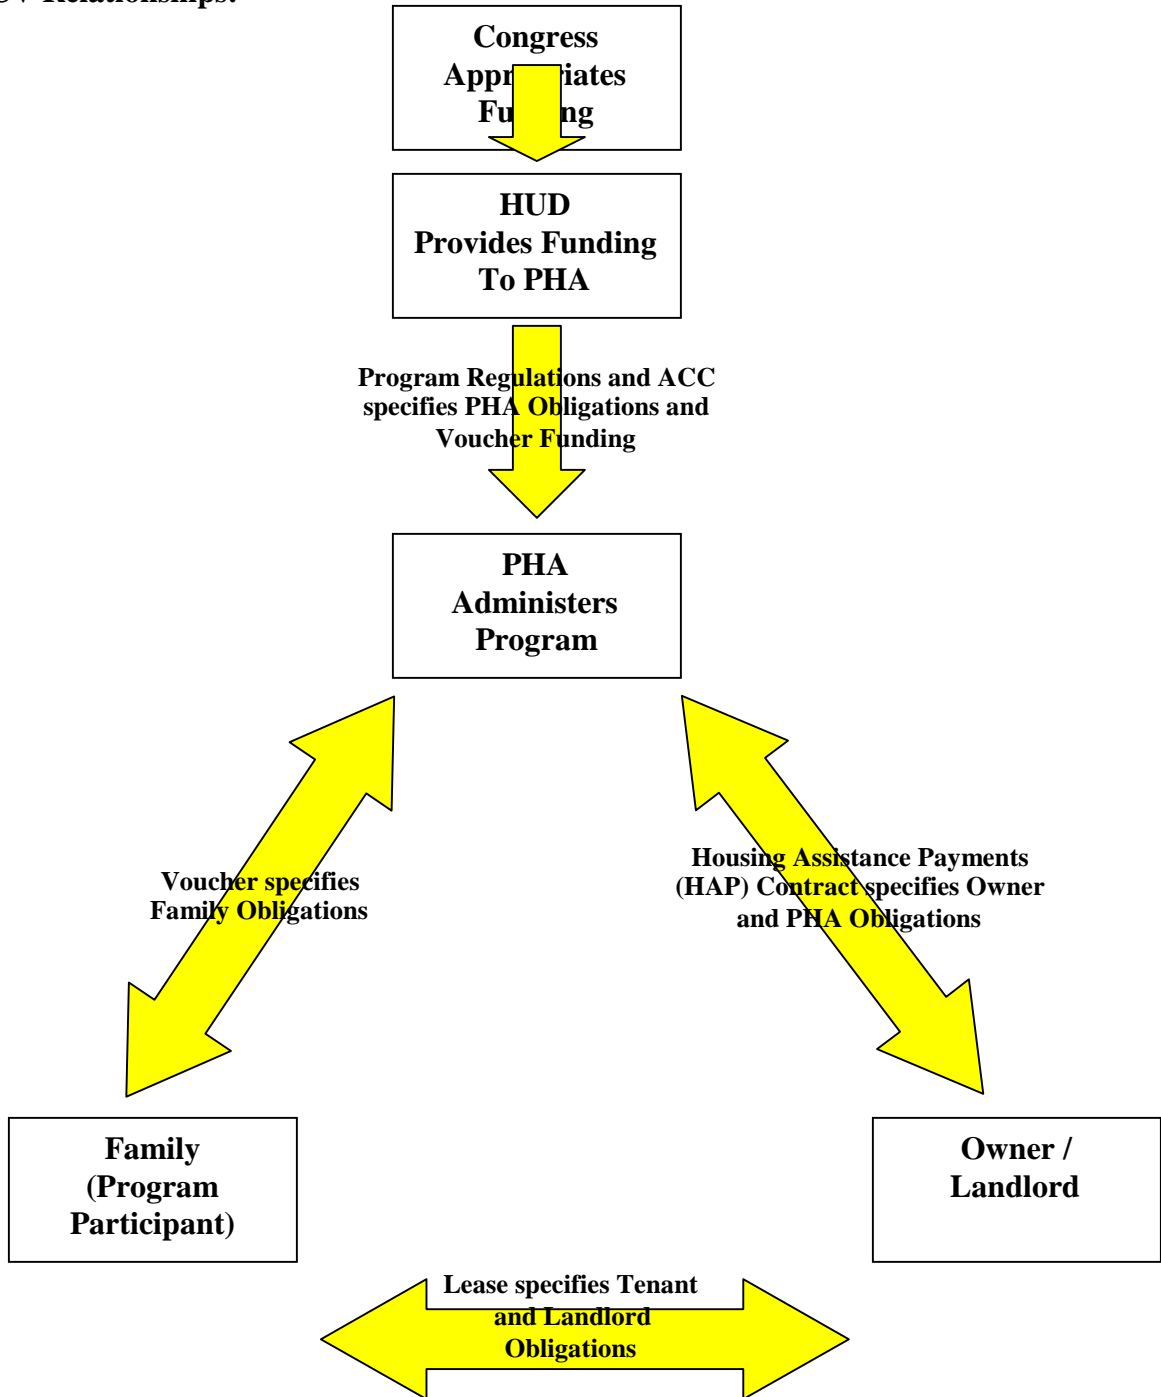 Relationships:
Congress
Appropriates
Funding
HUD
Provides Funding
To PHA
Program Regulations and ACC
specifies PHA Obligations and
Voucher Funding
PHA
Administers
Program
Voucher specifies
Family Obligations
Housing Assistance Payments
(HAP) Contract specifies Owner
and PHA Obligations
Family
(Program
Participant)
Owner /
Landlord
Lease specifies Tenant
and Landlord
Obligations